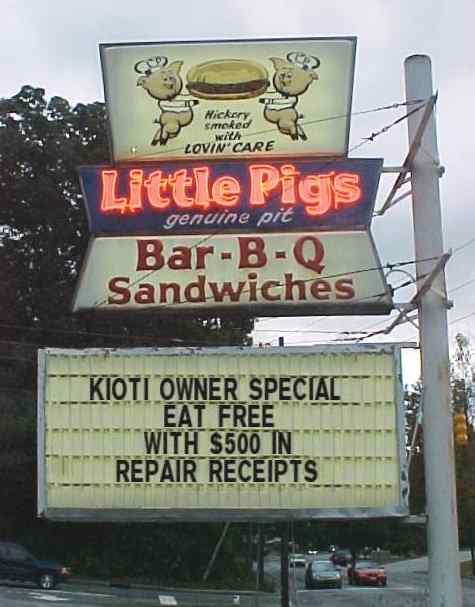 Hickory
smoked
with
LOVIN' CARE
Little Pigs
genuine pit
Bar-B-Q
Sandwiches
KIOTI OWNER SPECIAL
EAT FREE
WITH $500 IN
REPAIR RECEIPTS